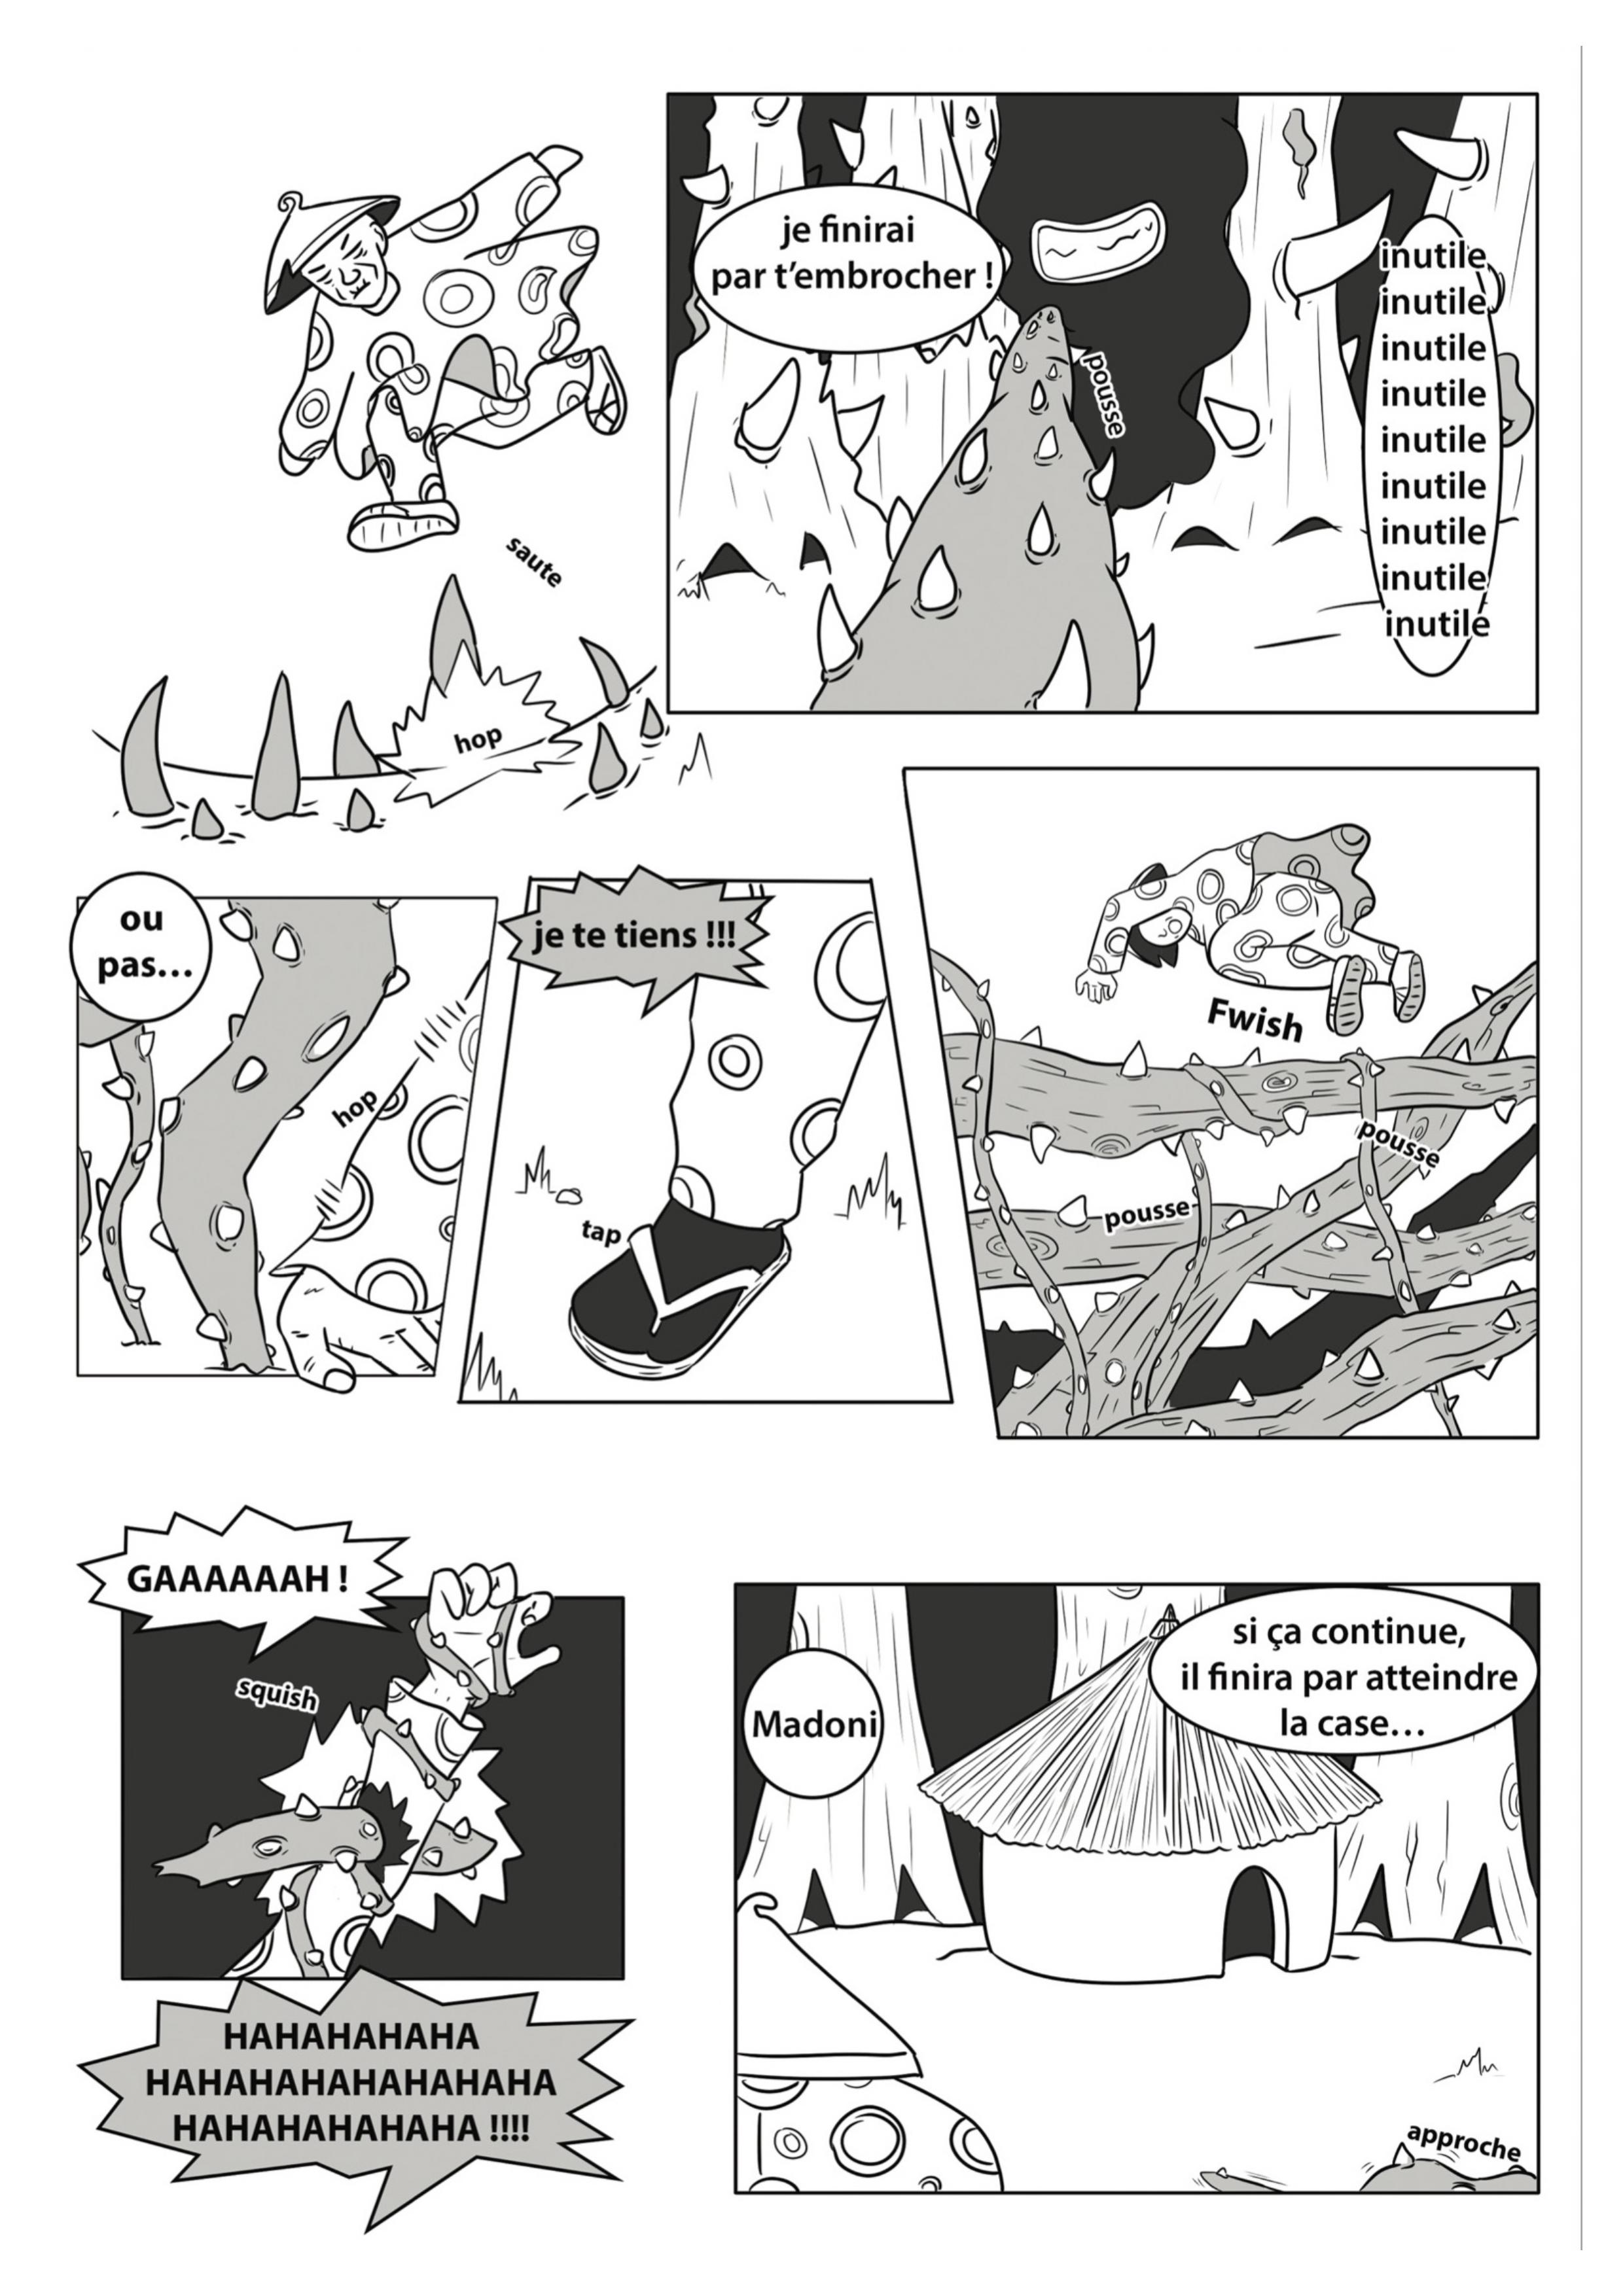 inutile
inutile
inutile
inutile
inutile
inutile
inutile
inutile
inutile
je finirai
par t’embrocher !
pousse
saute
hop
Fwish
pousse
pousse
je te tiens !!!
tap
ou
pas…
hop
si ça continue,
il finira par atteindre
la case…
Madoni
approche
GAAAAAAH !
squish
HAHAHAHAHA
HAHAHAHAHAHAHAHA
HAHAHAHAHAHA !!!!